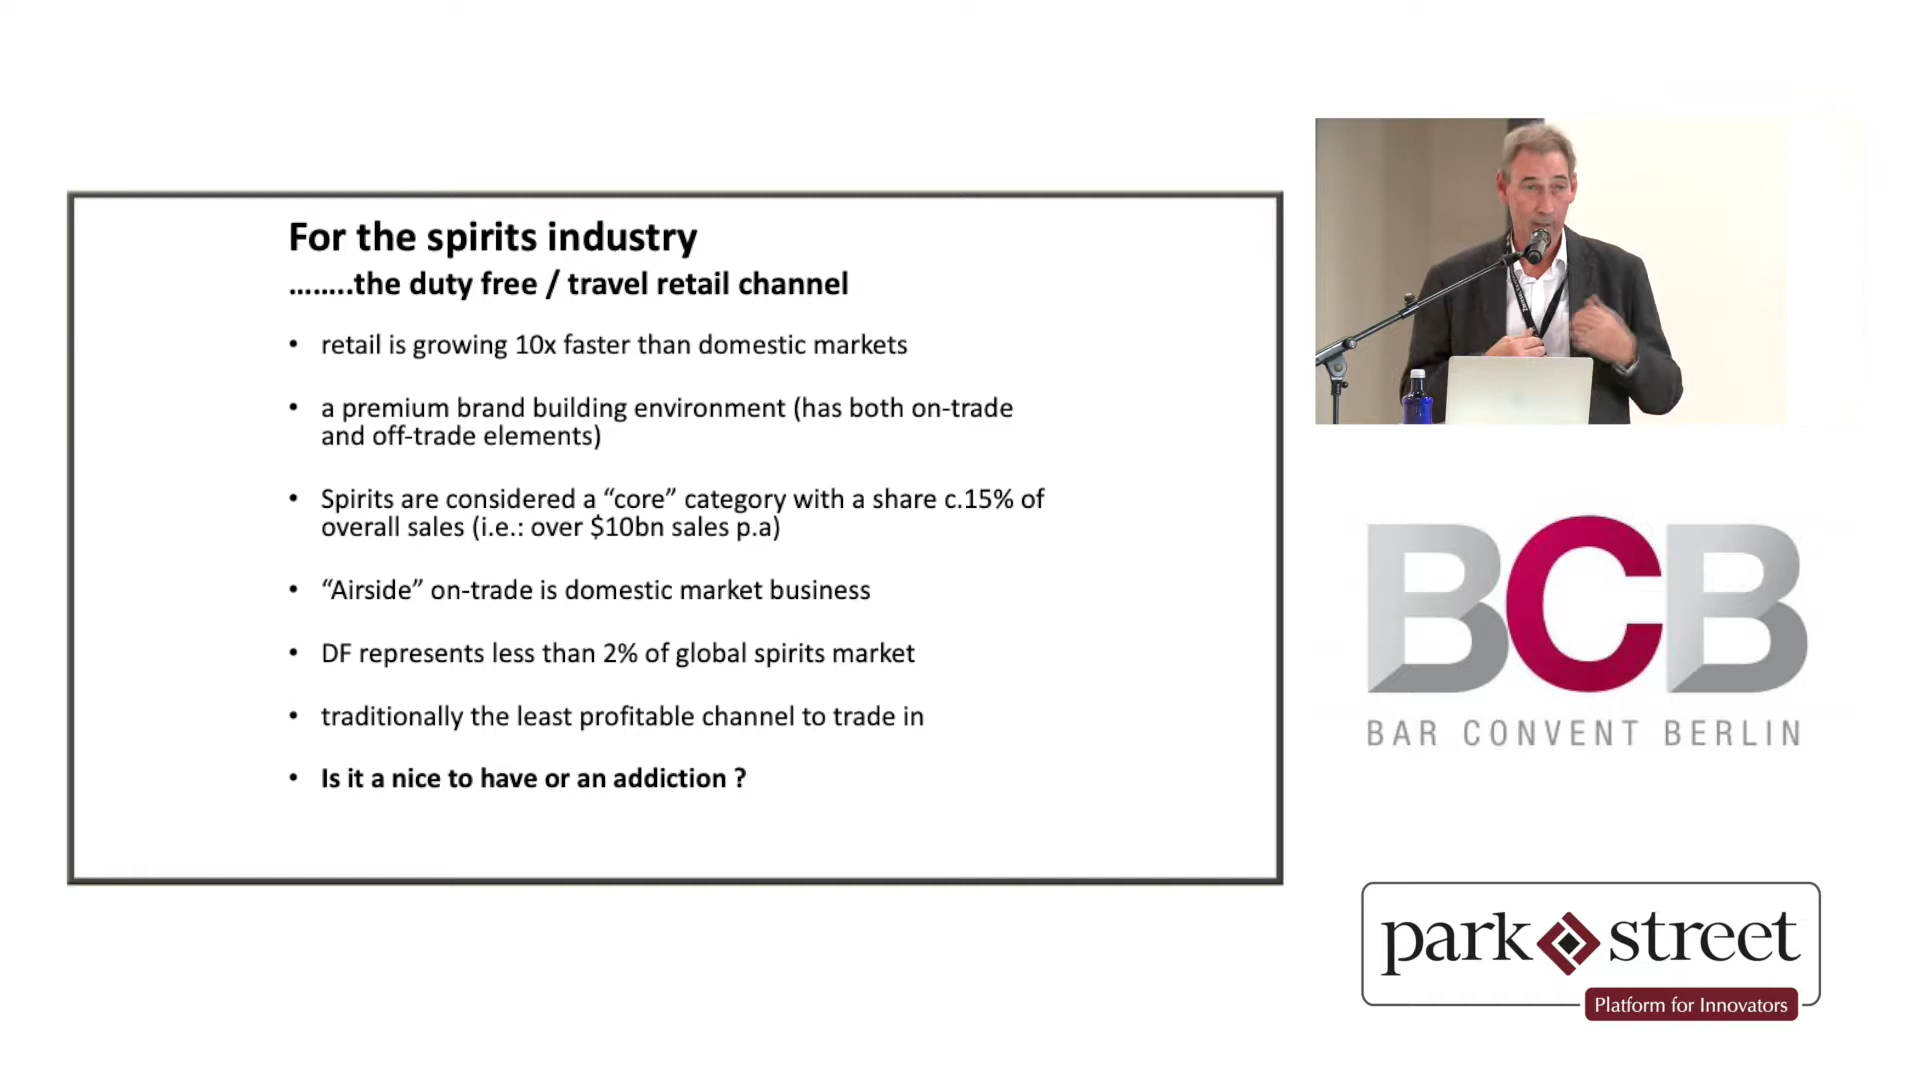 For the spirits industry
........the duty free / travel retail channel
• retail is growing 10x faster than domestic markets
• a premium brand building environment (has both on-trade
and off-trade elements)
• Spirits are considered a “core” category with a share c.15% of
overall sales (i.e.: over $10bn sales p.a)
• “Airside” on-trade is domestic market business
• DF represents less than 2% of global spirits market
• traditionally the least profitable channel to trade in
• Is it a nice to have or an addiction ?
BCB
BAR CONVENT BERLIN
park street
Platform for Innovators